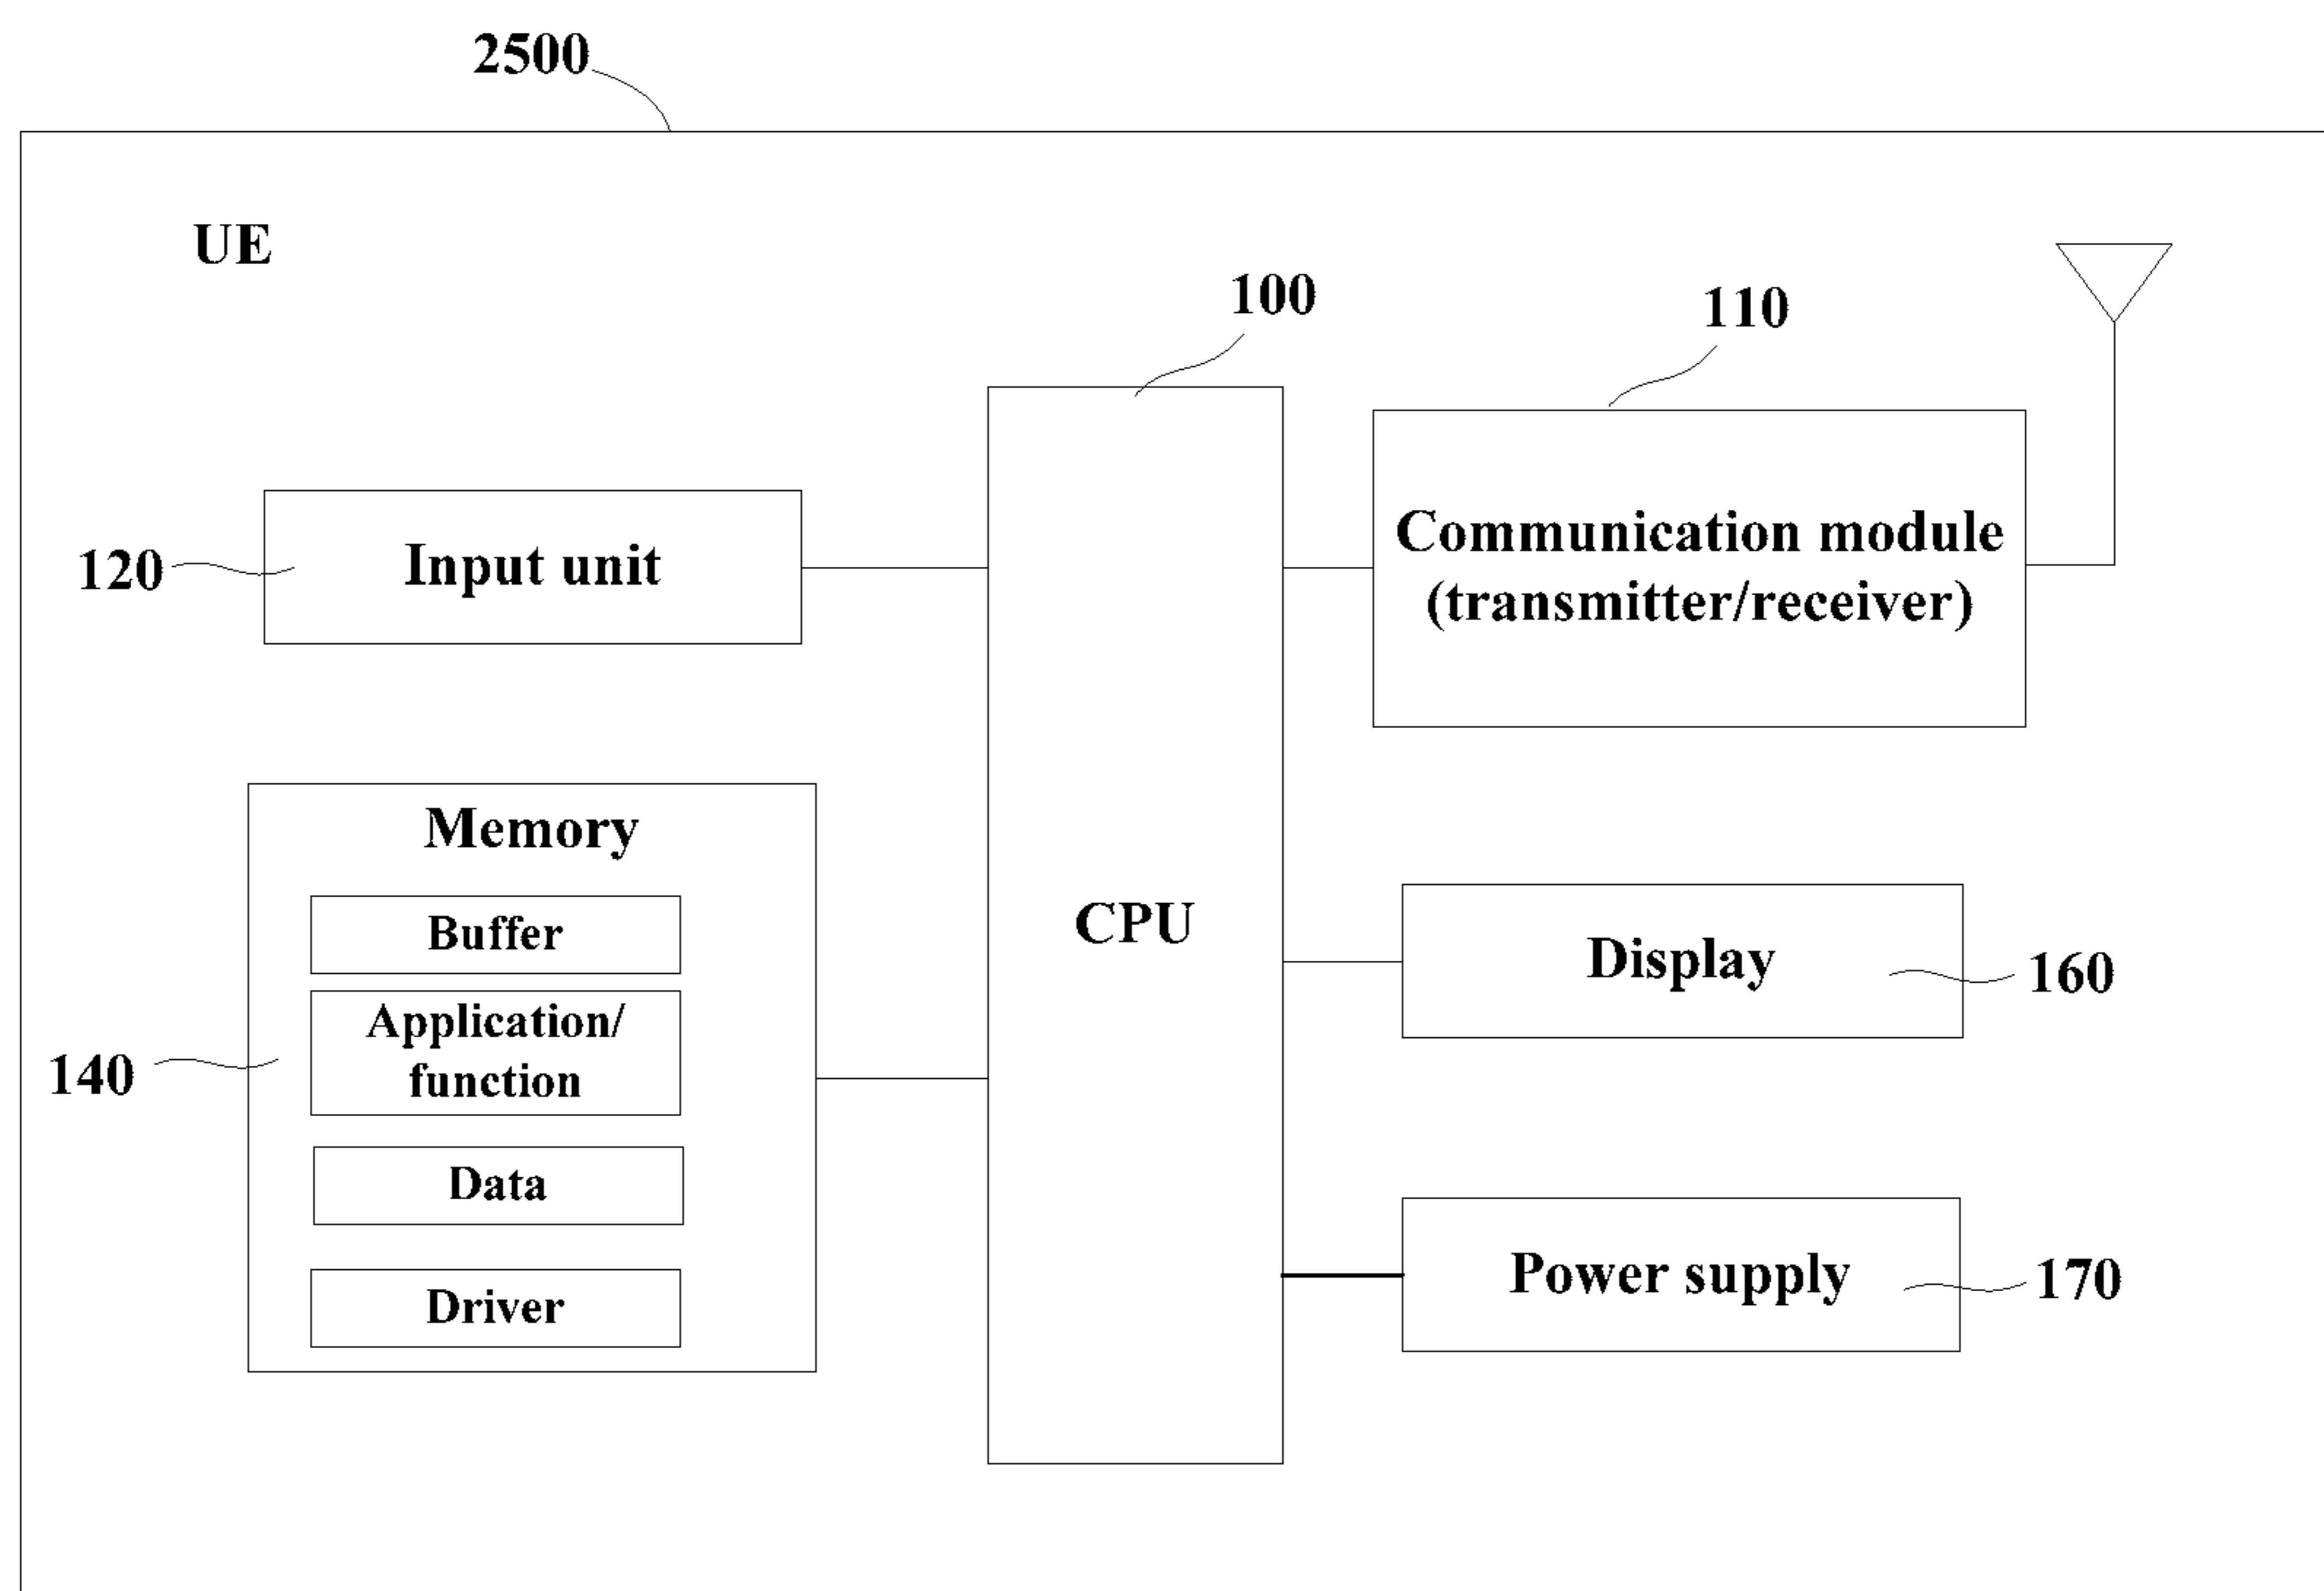 2500
UE
100
110
120
Input unit
Communication module
(transmitter/receiver)
Memory
Buffer
Application/
function
Data
Driver
140
CPU
Display
160
Power supply
170